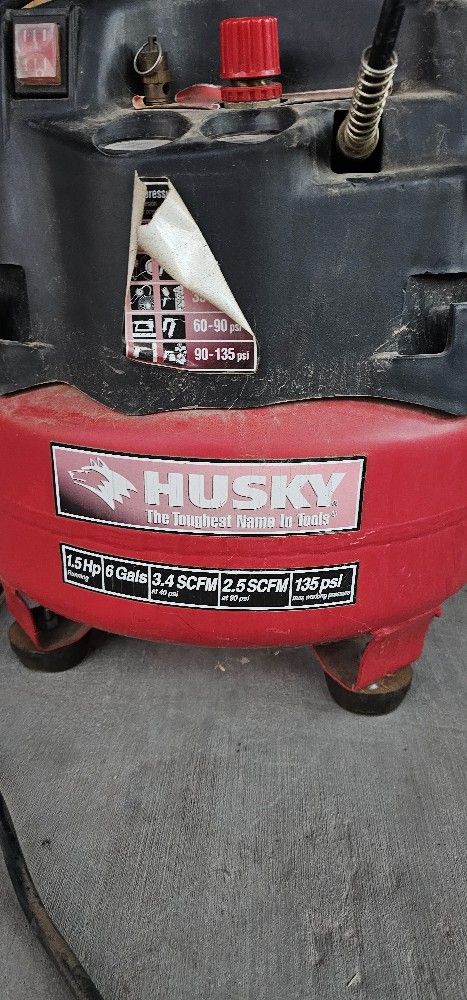 60-90 psi
90-135 psi
HUSKY
The Toughest Name In Tools
1.5 Hp 6 Gals 3.4 SCFM 2.5 SCFM 135 psi
Running at 40 psi at 90 psi max. working pressure